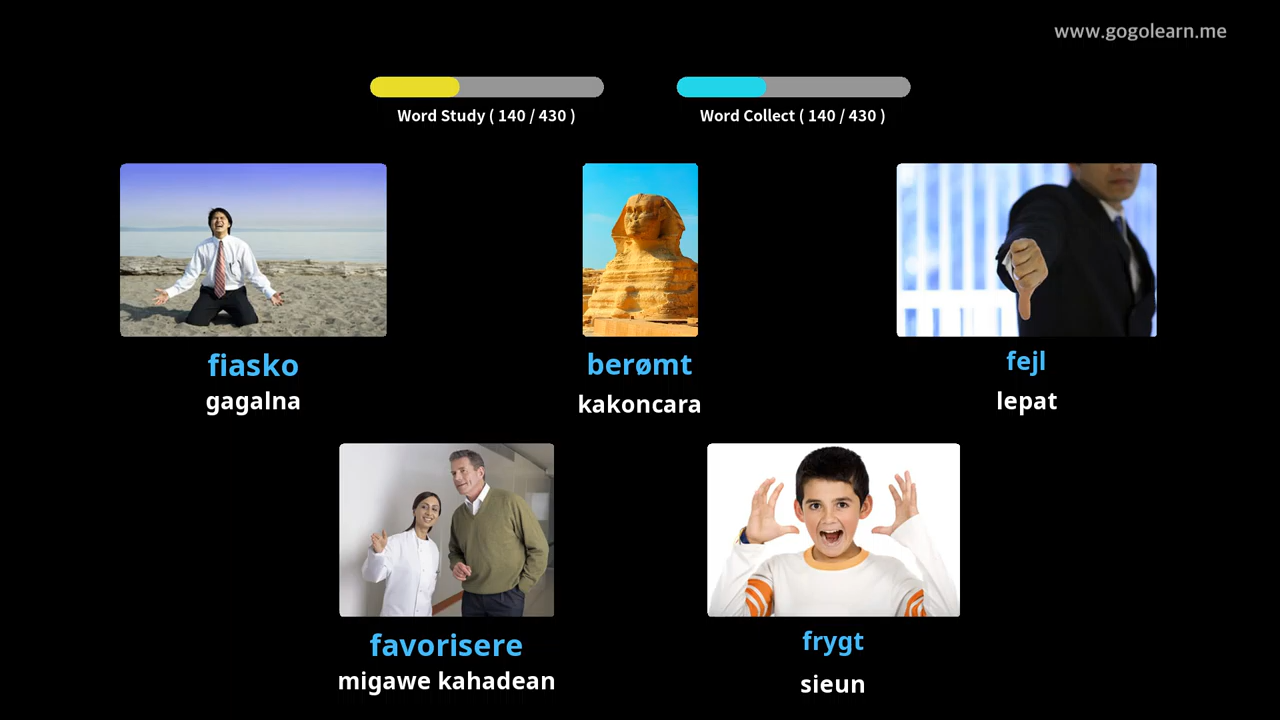 www.gogolearn.me
Word Study ( 140 / 430 )
Word Collect ( 140 / 430 )
fiasko
gagalna
berømt
kakoncara
fejl
lepat
favorisere
migawe kahadean
frygt
sieun